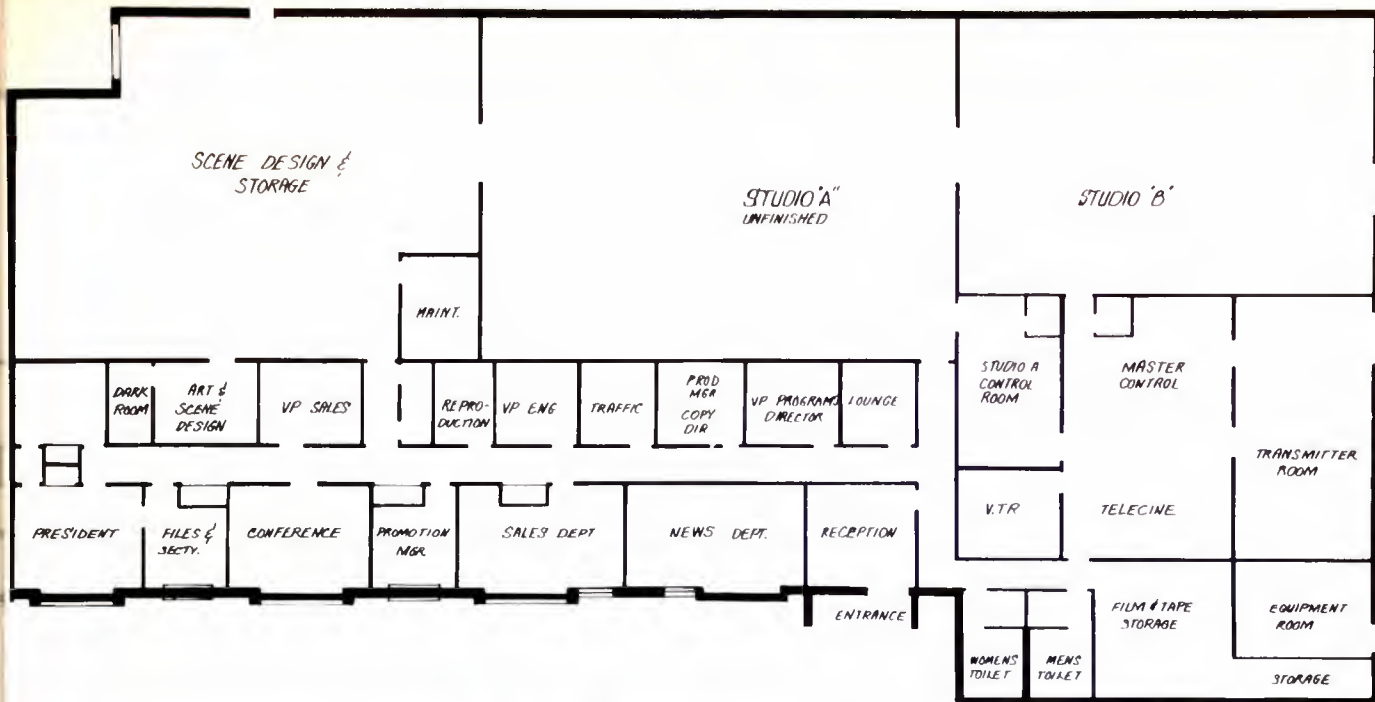 SCENE DESIGN &
STORAGE
STUDIO "A"
UNFINISHED
STUDIO "B"
MAINT.
DARK
ROOM
ART &
SCENE
DESIGN
VP SALES
REPRO-
DUCTION
VP ENG
TRAFFIC
PROD
MGR
COPY
DIR
VP PROGRAMS
DIRECTOR
LOUNGE
STUDIO A
CONTROL
ROOM
MASTER
CONTROL
TRANSMITTER
ROOM
PRESIDENT
FILES &
SECTY.
CONFERENCE
PROMOTION
MGR
SALES DEPT
NEWS DEPT.
RECEPTION
V.T.R
TELECINE
ENTRANCE
FILM & TAPE
STORAGE
EQUIPMENT
ROOM
WOMENS
TOILET
MENS
TOILET
STORAGE